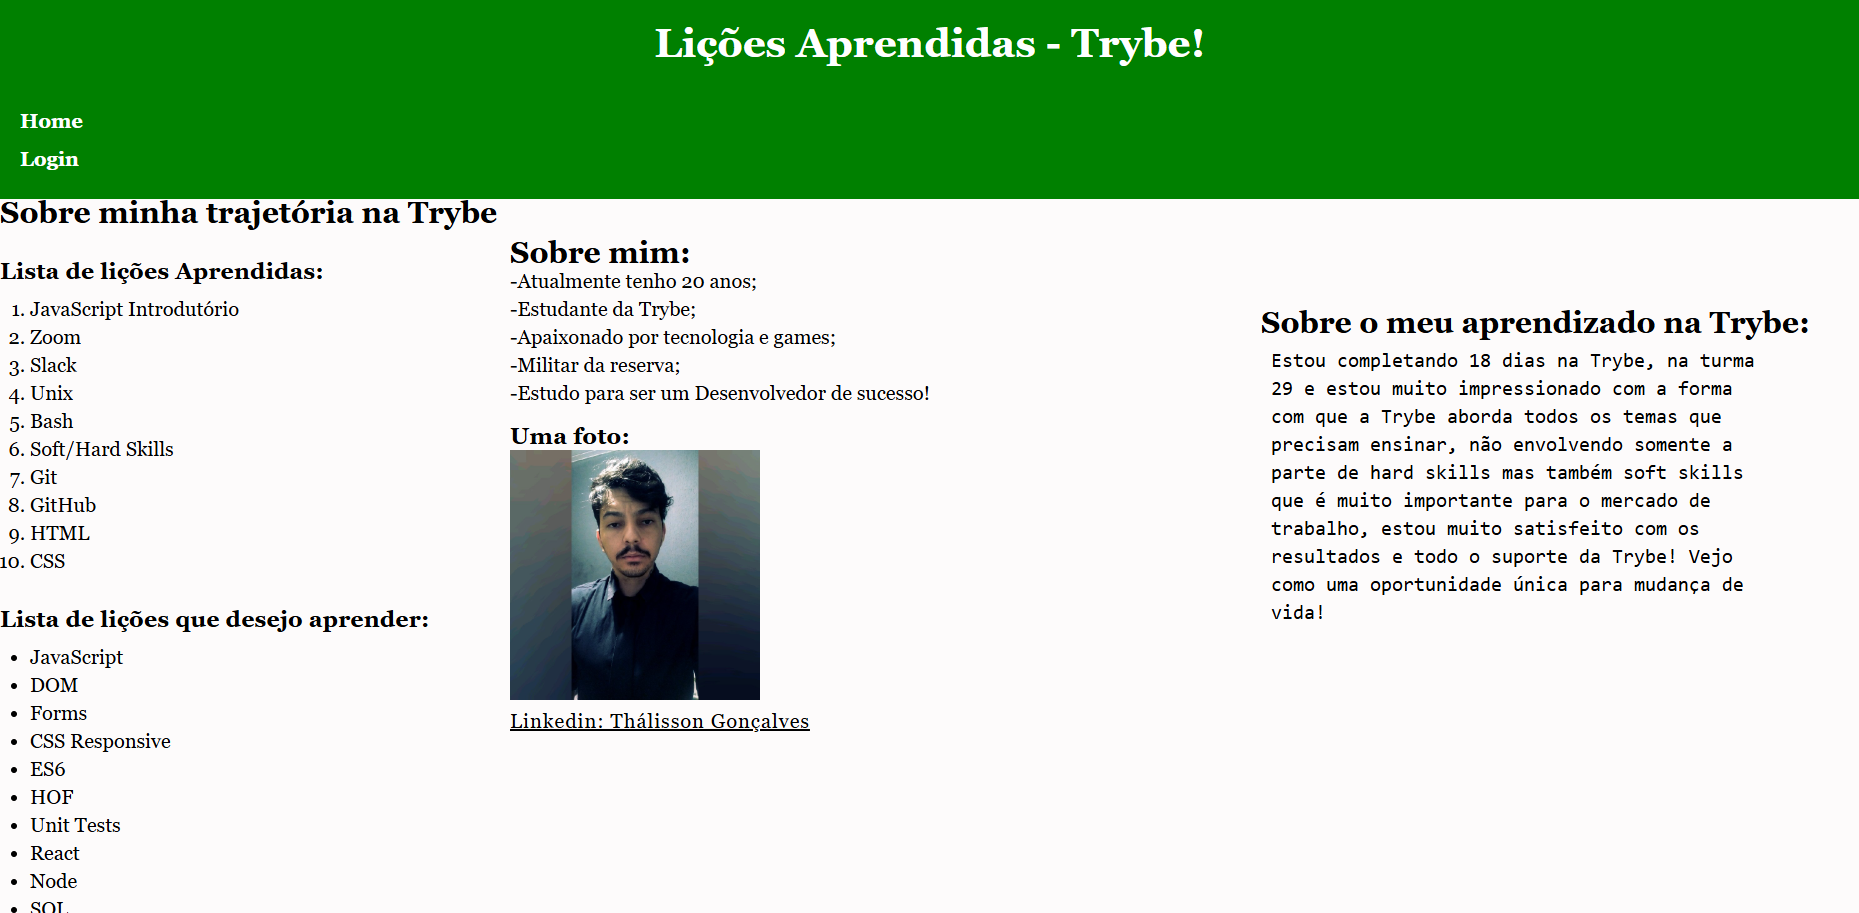 Lições Aprendidas - Trybe!
Home
Login
Sobre minha trajetória na Trybe
Lista de lições Aprendidas:
1. JavaScript Introdutório
2. Zoom
3. Slack
4. Unix
5. Bash
6. Soft/Hard Skills
7. Git
8. GitHub
9. HTML
10. CSS
Lista de lições que desejo aprender:
• JavaScript
• DOM
• Forms
• CSS Responsive
• ES6
• HOF
• Unit Tests
• React
• Node
• SQL
Sobre mim:
-Atualmente tenho 20 anos;
-Estudante da Trybe;
-Apaixonado por tecnologia e games;
-Militar da reserva;
-Estudo para ser um Desenvolvedor de sucesso!
Uma foto:
Linkedin: Thálisson Gonçalves
Sobre o meu aprendizado na Trybe:
Estou completando 18 dias na Trybe, na turma
29 e estou muito impressionado com a forma
com que a Trybe aborda todos os temas que
precisam ensinar, não envolvendo somente a
parte de hard skills mas também soft skills
que é muito importante para o mercado de
trabalho, estou muito satisfeito com os
resultados e todo o suporte da Trybe! Vejo
como uma oportunidade única para mudança de
vida!